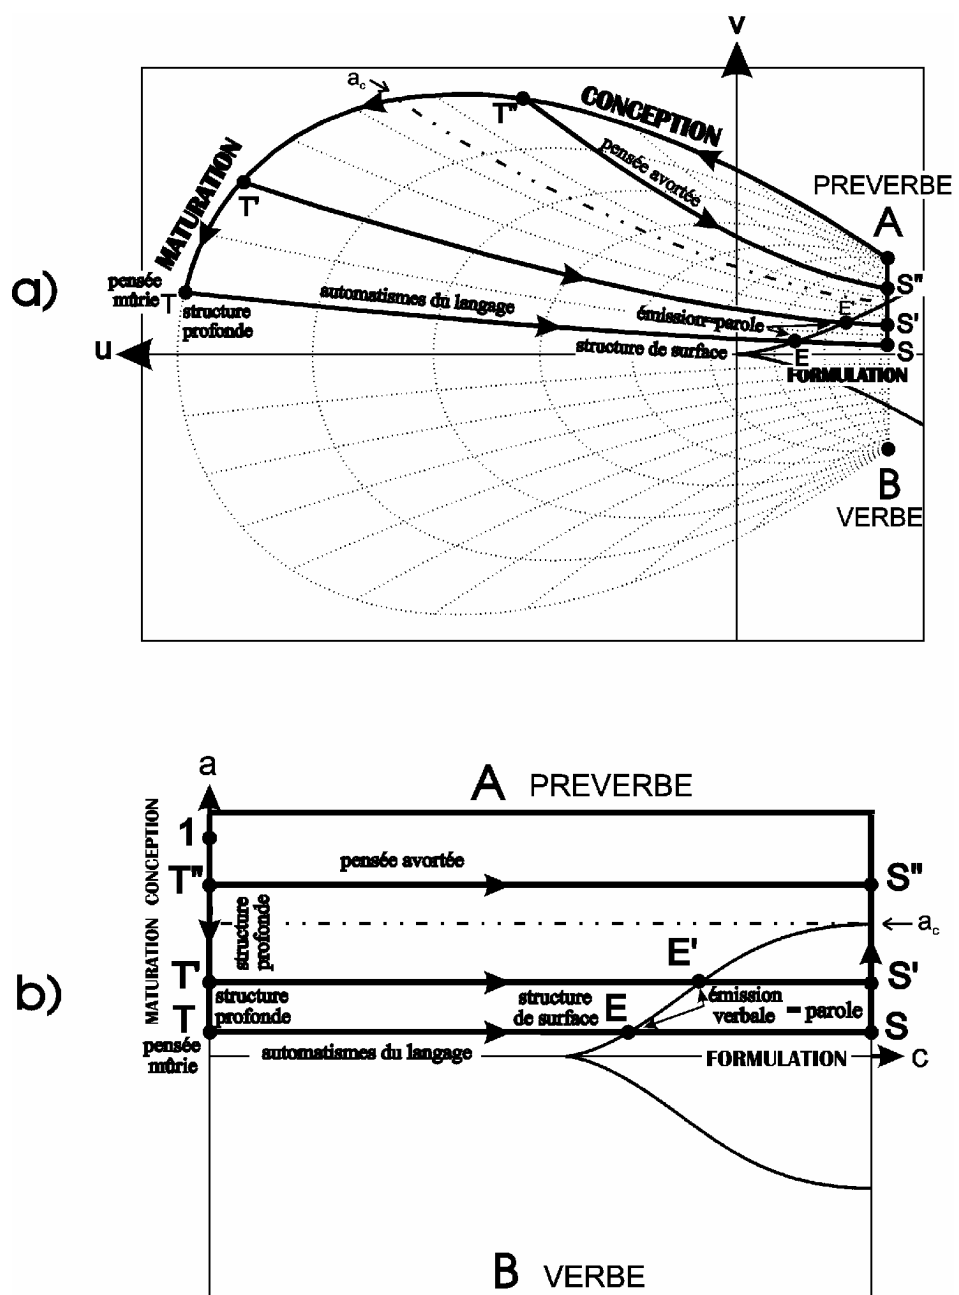 v
a_c
T"
CONCEPTION
pensée avortée
PREVERBE
A
MATURATION
T'
a)
pensée
mûrie
T
structure
profonde
automatismes du langage
émission-parole
E'
S"
S'
S
u
structure de surface
E
FORMULATION
B
VERBE
a
A PREVERBE
1
CONCEPTION
pensée avortée
T"
S"
structure
profonde
a_c
MATURATION
E'
b)
T'
S'
structure
profonde
structure
de surface
E
émission
verbale
= parole
T
S
pensée
mûrie
automatismes du langage
FORMULATION
c
B VERBE